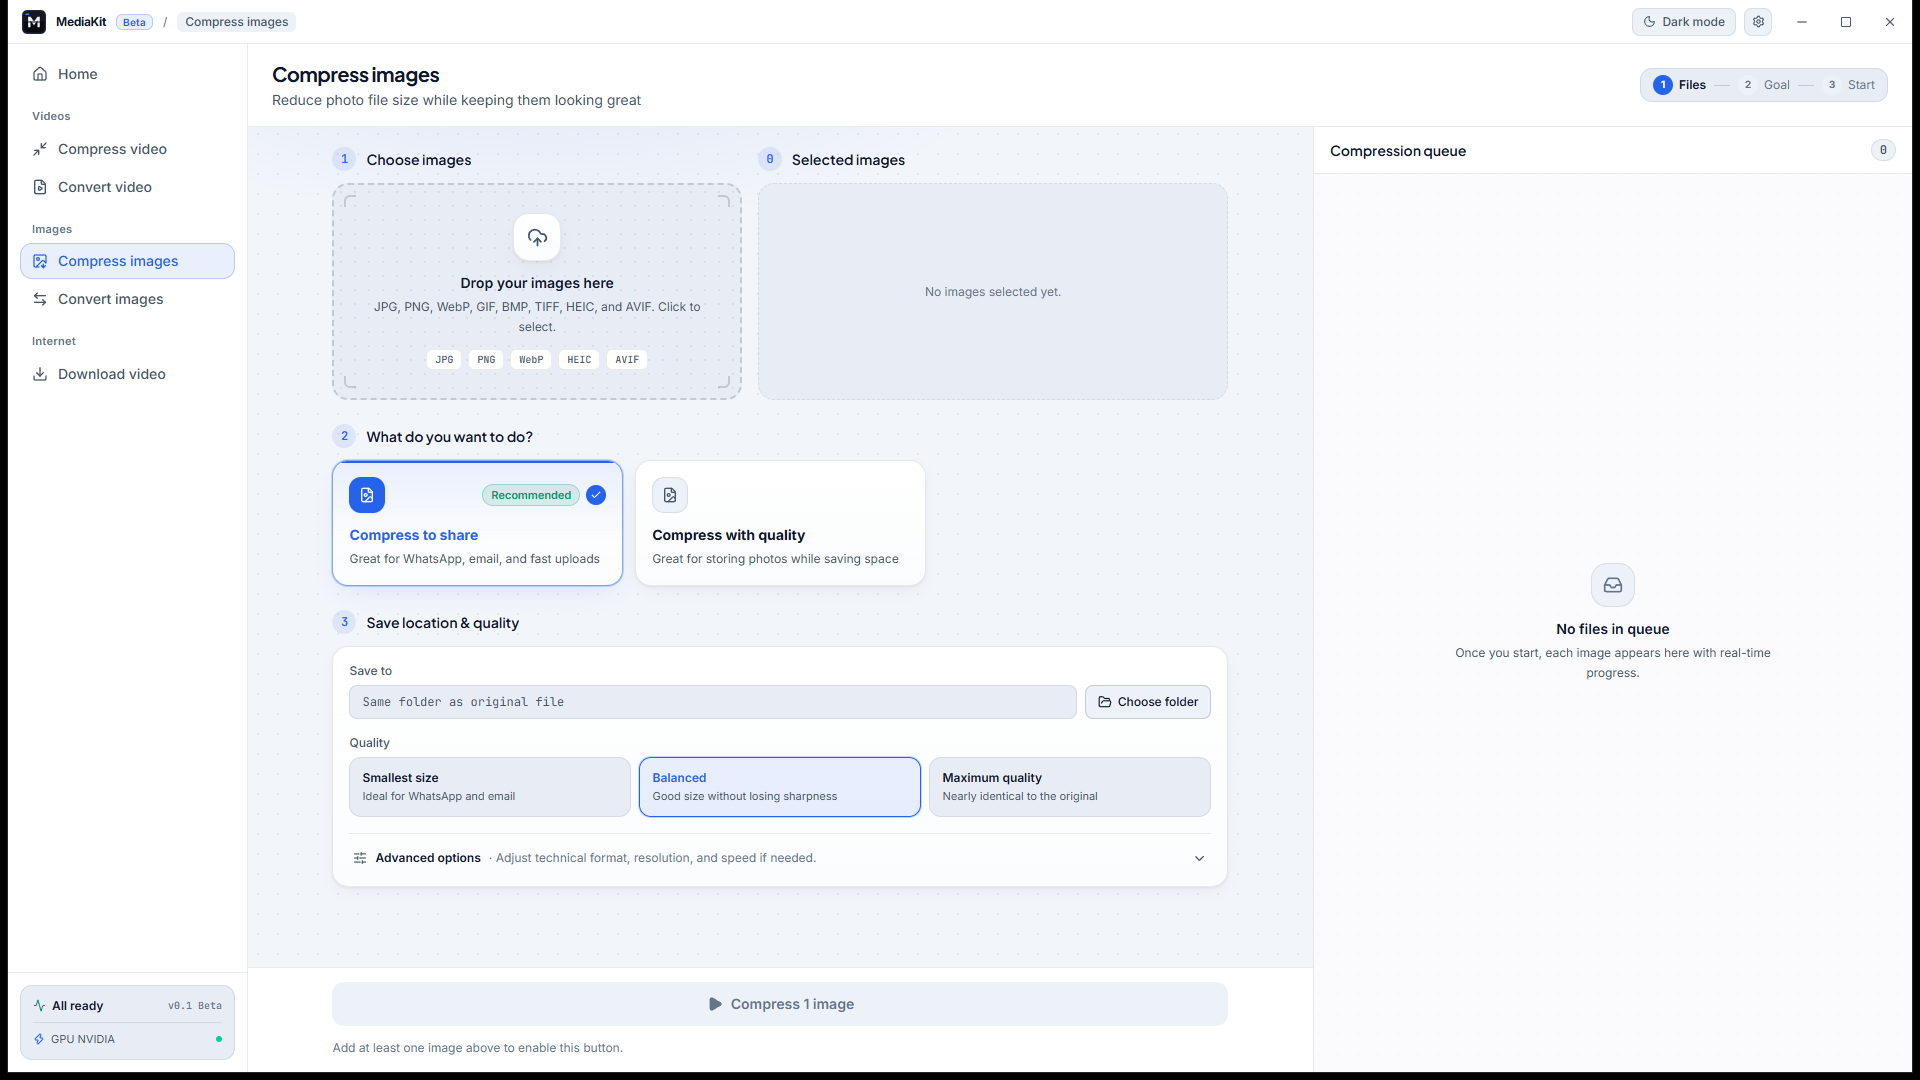 MediaKit Beta / Compress images
Dark mode
Home
Videos
Compress video
Convert video
Images
Compress images
Convert images
Internet
Download video
All ready v0.1 Beta
GPU NVIDIA
Compress images
Reduce photo file size while keeping them looking great
1 Files 2 Goal 3 Start
1 Choose images
Drop your images here
JPG, PNG, WebP, GIF, BMP, TIFF, HEIC, and AVIF. Click to
select.
JPG PNG WebP HEIC AVIF
0 Selected images
No images selected yet.
2 What do you want to do?
Recommended
Compress to share
Great for WhatsApp, email, and fast uploads
Compress with quality
Great for storing photos while saving space
3 Save location & quality
Save to
Same folder as original file
Choose folder
Quality
Smallest size
Ideal for WhatsApp and email
Balanced
Good size without losing sharpness
Maximum quality
Nearly identical to the original
Advanced options · Adjust technical format, resolution, and speed if needed.
Compress 1 image
Add at least one image above to enable this button.
Compression queue 0
No files in queue
Once you start, each image appears here with real-time
progress.